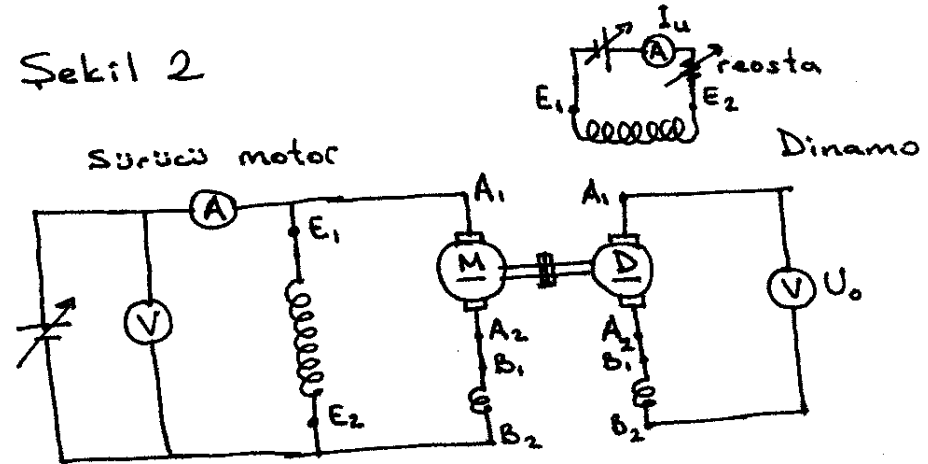 Şekil 2
Iu
A
reosta
E1
E2
Sürücü motor
Dinamo
A
A1
A1
E1
M
D
V
V
U0
A2
A2
B1
B1
E2
B2
B2